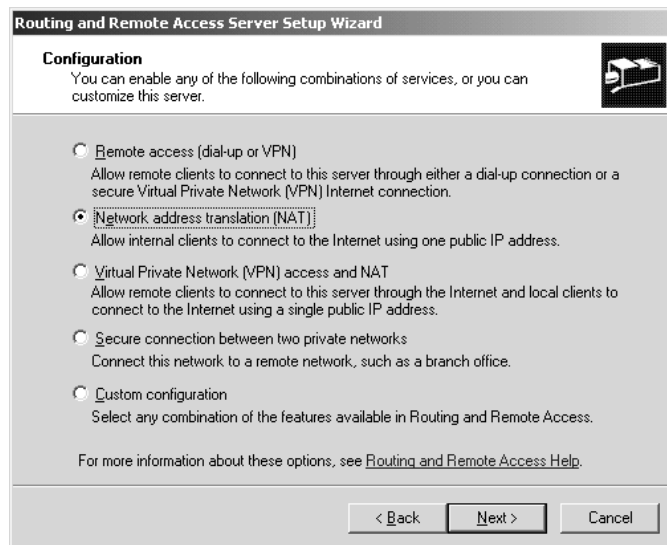 Routing and Remote Access Server Setup Wizard
Configuration
You can enable any of the following combinations of services, or you can
customize this server.
Remote access (dial-up or VPN)
Allow remote clients to connect to this server through either a dial-up connection or a
secure Virtual Private Network (VPN) Internet connection.
Network address translation (NAT)
Allow internal clients to connect to the Internet using one public IP address.
Virtual Private Network (VPN) access and NAT
Allow remote clients to connect to this server through the Internet and local clients to
connect to the Internet using a single public IP address.
Secure connection between two private networks
Connect this network to a remote network, such as a branch office.
Custom configuration
Select any combination of the features available in Routing and Remote Access.
For more information about these options, see Routing and Remote Access Help.
< Back Next > Cancel